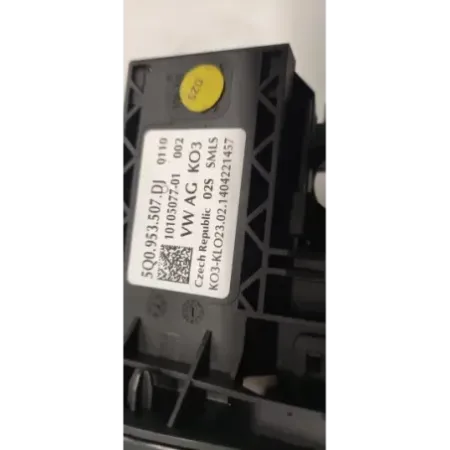 520
5Q0.953.507.DJ 0110
10105077-01 002
VW AG KO3
Czech Republic 02S SMLS
KO3-KLO23.02.1404221457